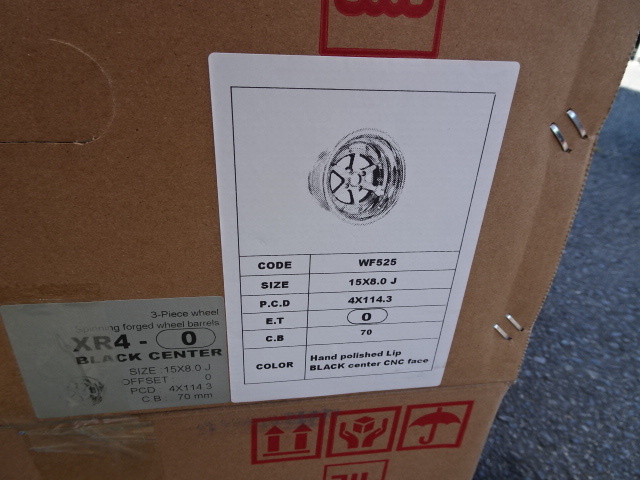 CODE WF525
SIZE 15X8.0 J
P.C.D 4X114.3
E.T 0
C.B 70
COLOR Hand polished Lip
BLACK center CNC face
3-Piece wheel
forged wheel barrels
XR4 - 0
BLACK CENTER
SIZE :15X8.0 J
OFFSET 0
PCD : 4X114.3
C.B : 70 mm